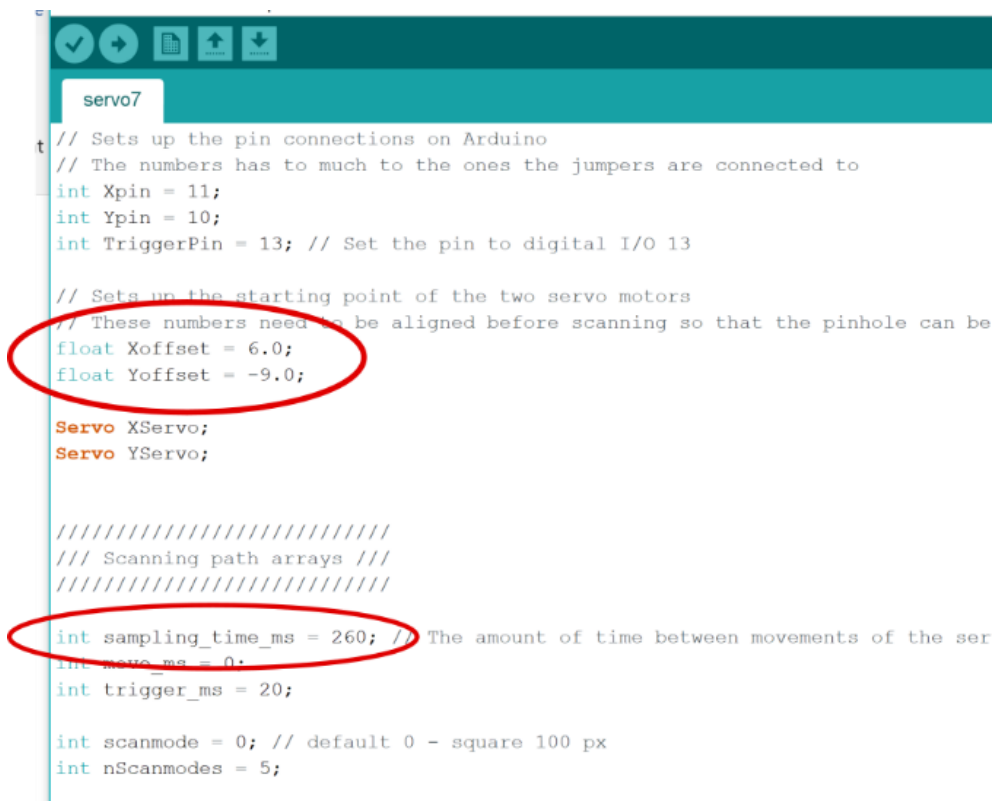 servo7
t
// Sets up the pin connections on Arduino
// The numbers has to much to the ones the jumpers are connected to
int Xpin = 11;
int Ypin = 10;
int TriggerPin = 13; // Set the pin to digital I/O 13
// Sets up the starting point of the two servo motors
// These numbers need to be aligned before scanning so that the pinhole can be
float Xoffset = 6.0;
float Yoffset = -9.0;
Servo XServo;
Servo YServo;
////////////////////////////
/// Scanning path arrays ///
////////////////////////////
int sampling_time_ms = 260; // The amount of time between movements of the ser
int move_ms = 0;
int trigger_ms = 20;
int scanmode = 0; // default 0 - square 100 px
int nScanmodes = 5;